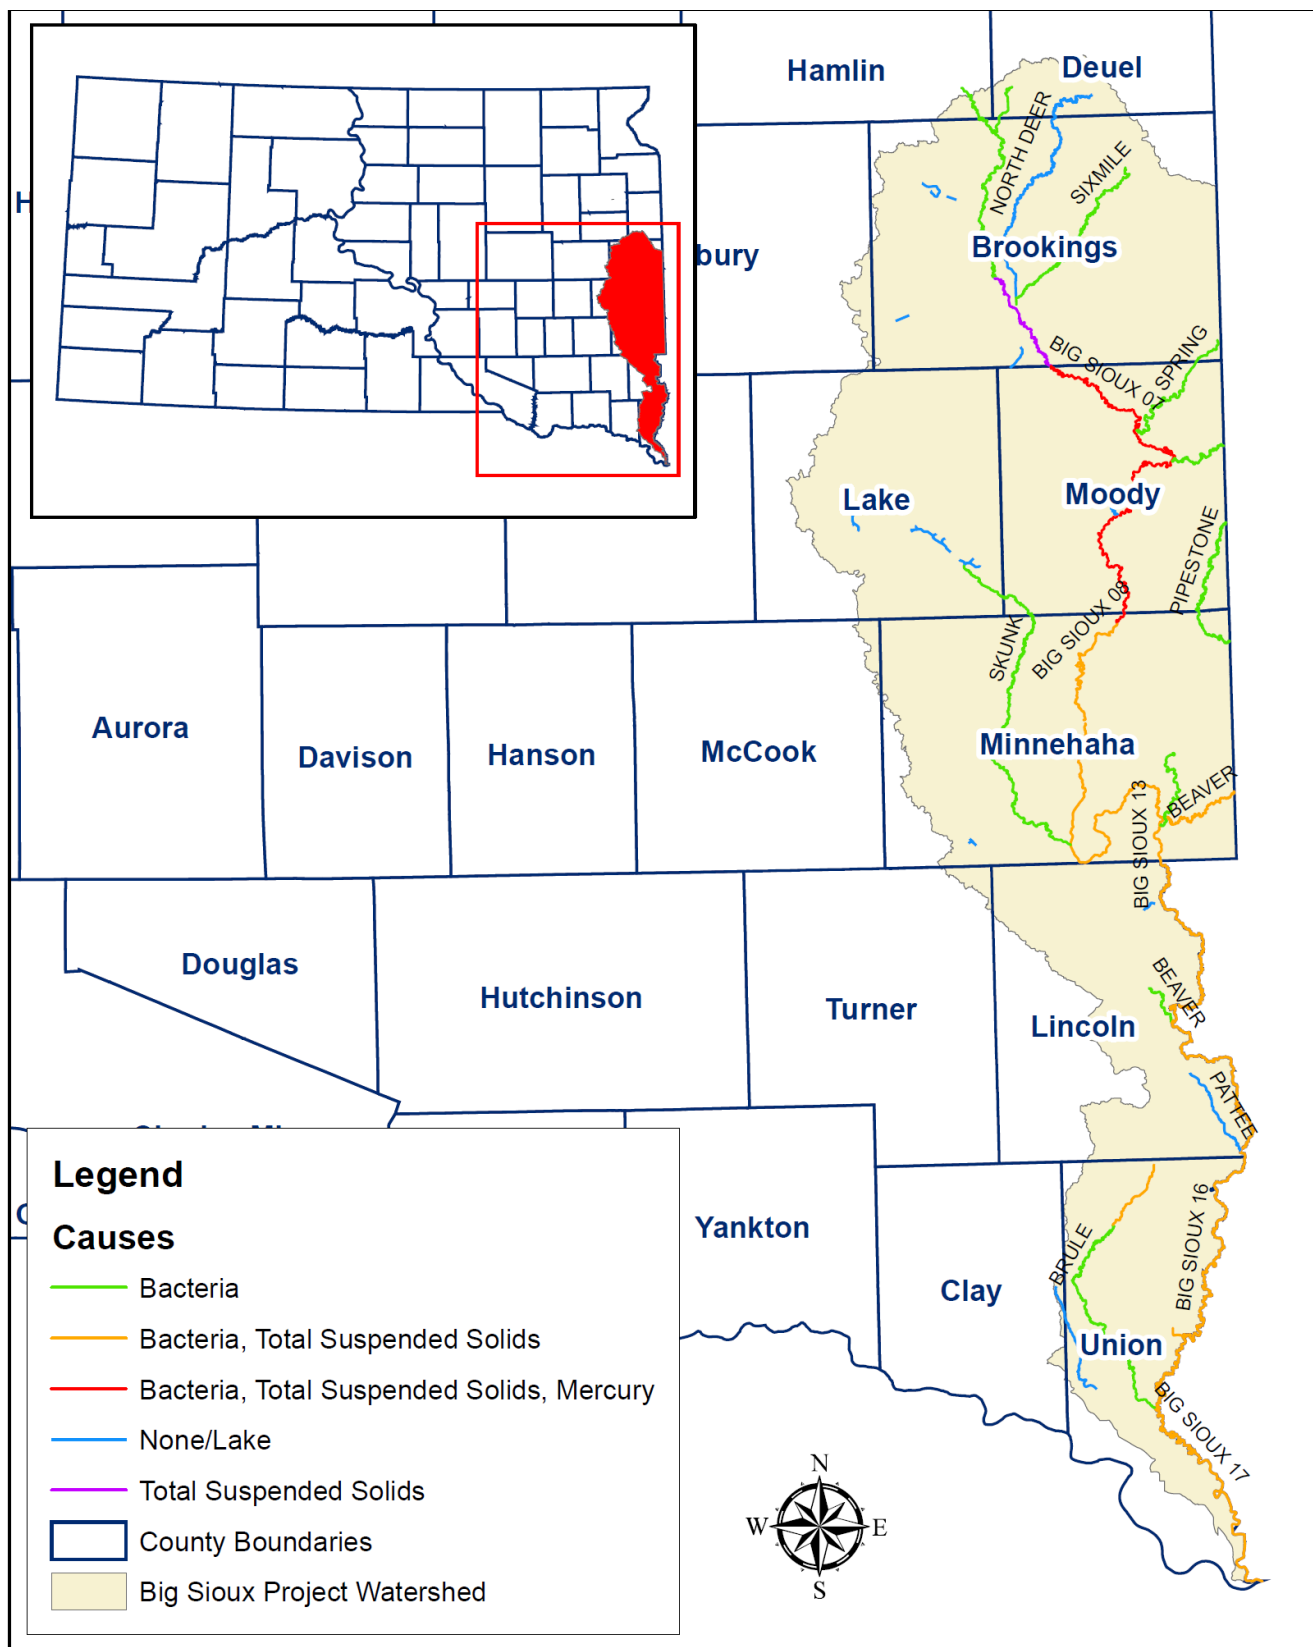 Hamlin
Deuel
H
NORTH DEER
SIXMILE
Brookings
bury
BIG SIOUX 07
SPRING
Lake
Moody
PIPESTONE
BIG SIOUX 08
SKUNK
Aurora
Davison
Hanson
McCook
Minnehaha
BIG SIOUX 13
BEAVER
Douglas
Hutchinson
Turner
Lincoln
BEAVER
PATTEE
Yankton
Clay
BRULE
BIG SIOUX 16
Union
BIG SIOUX 17
Legend
Causes
Bacteria
Bacteria, Total Suspended Solids
Bacteria, Total Suspended Solids, Mercury
None/Lake
Total Suspended Solids
County Boundaries
Big Sioux Project Watershed
N
W
E
S